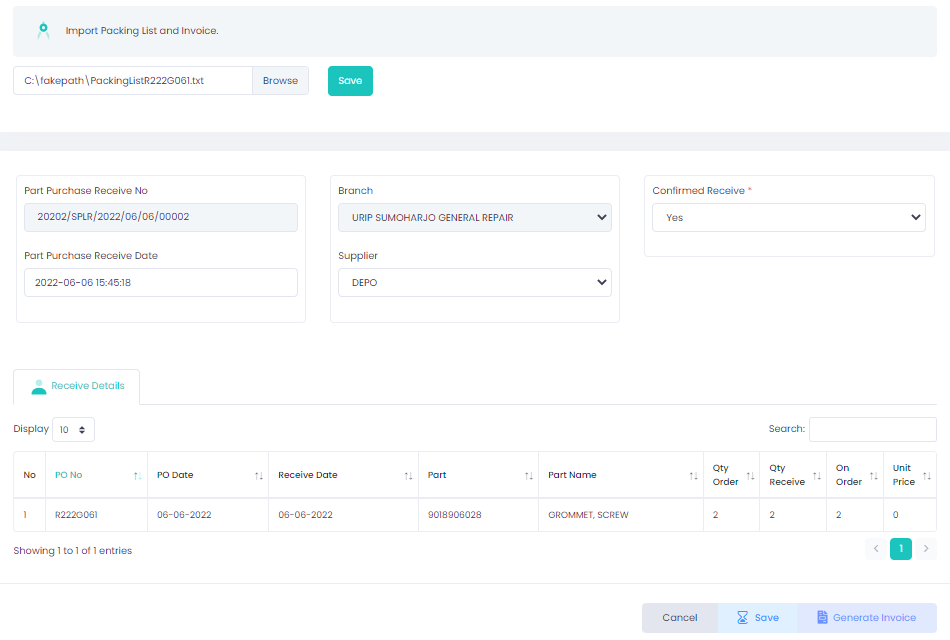 Import Packing List and Invoice.
C:\fakepath\PackingListR222G061.txt Browse Save
Part Purchase Receive No
20202/SPLR/2022/06/06/00002
Part Purchase Receive Date
2022-06-06 15:45:18
Branch
URIP SUMOHARJO GENERAL REPAIR
Supplier
DEPO
Confirmed Receive *
Yes
Receive Details
Display 10 Search:
No PO No PO Date Receive Date Part Part Name Qty Order Qty Receive On Order Unit Price
1 R222G061 06-06-2022 06-06-2022 9018906028 GROMMET, SCREW 2 2 2 0
Showing 1 to 1 of 1 entries 1
Cancel Save Generate Invoice